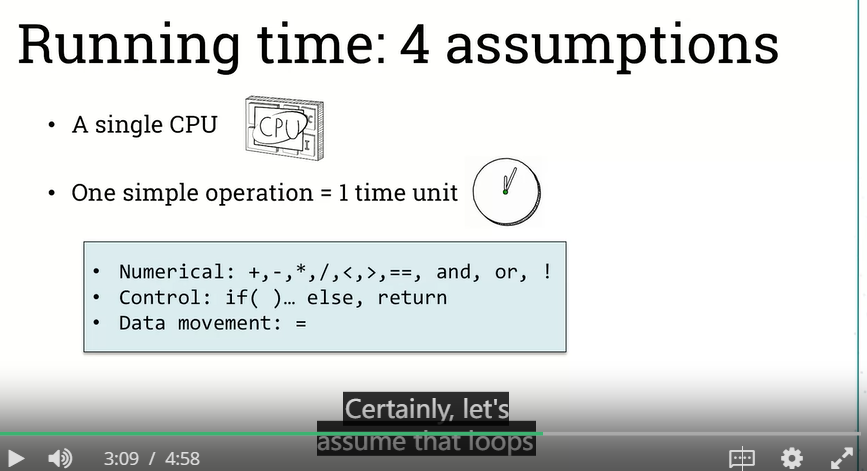 Running time: 4 assumptions
• A single CPU
CPU
C
I
• One simple operation = 1 time unit
• Numerical: +,-,*,/,<,>,==, and, or, !
• Control: if( )… else, return
• Data movement: =
Certainly, let's
assume that loops
3:09 / 4:58